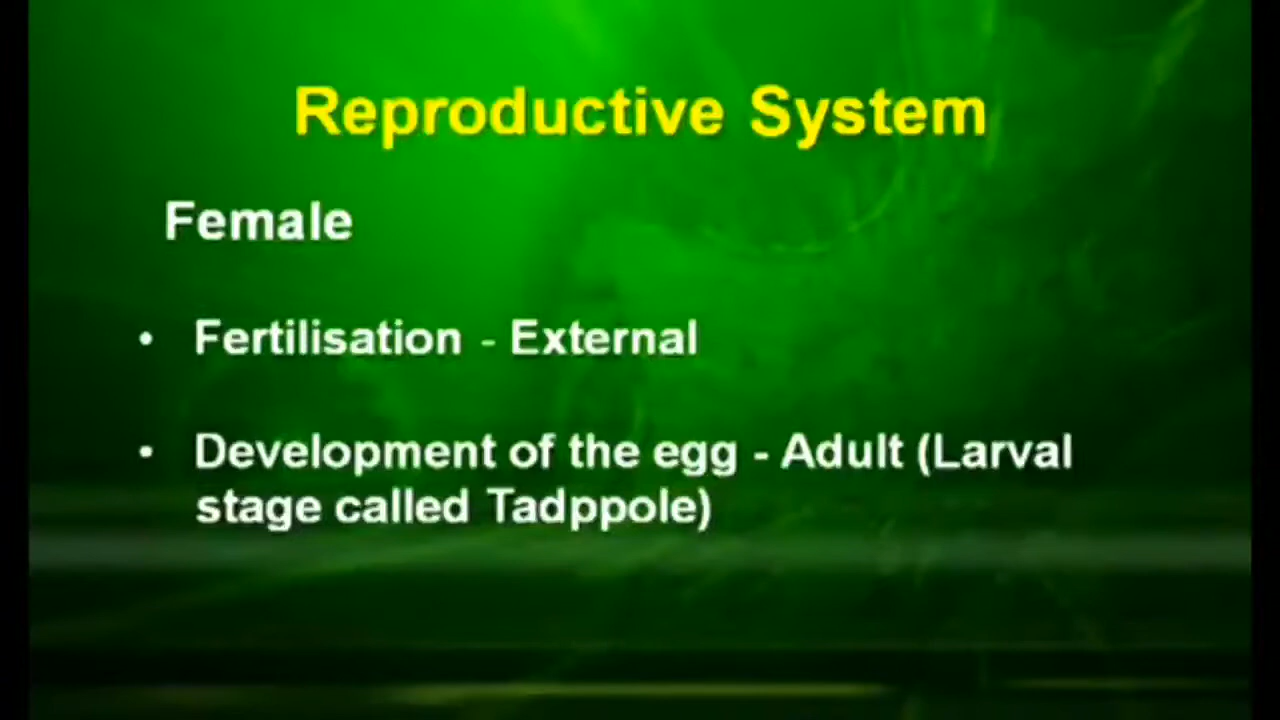 Reproductive System
Female
• Fertilisation - External
• Development of the egg - Adult (Larval
stage called Tadppole)